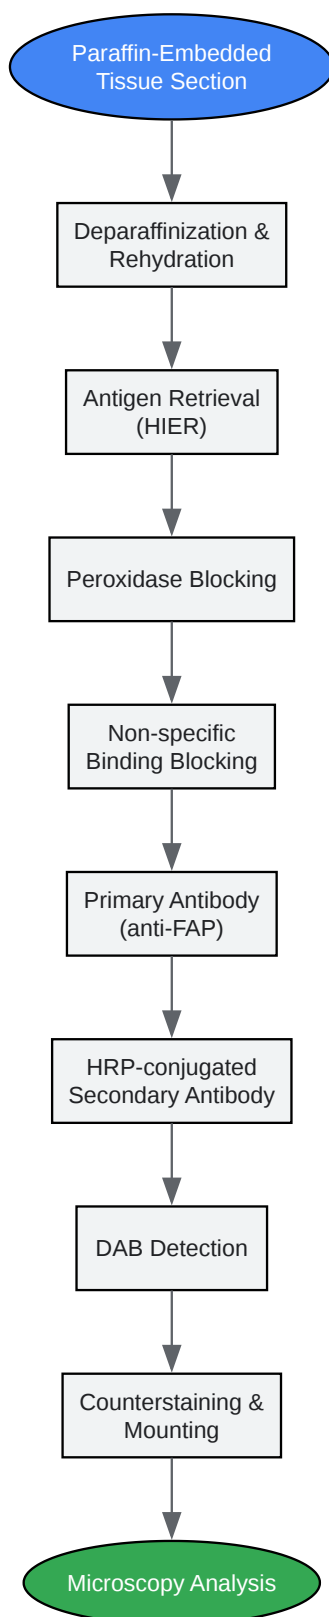 Paraffin-Embedded
Tissue Section
Deparaffinization &
Rehydration
Antigen Retrieval
(HIER)
Peroxidase Blocking
Non-specific
Binding Blocking
Primary Antibody
(anti-FAP)
HRP-conjugated
Secondary Antibody
DAB Detection
Counterstaining &
Mounting
Microscopy Analysis